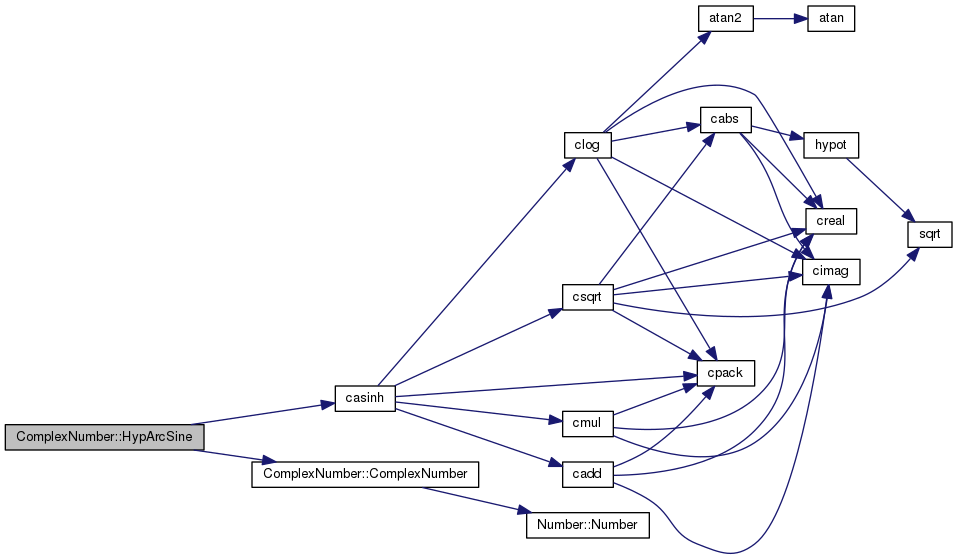 atan2
atan
cabs
clog
hypot
creal
sqrt
cimag
csqrt
cpack
casinh
cmul
ComplexNumber::HypArcSine
ComplexNumber::ComplexNumber
cadd
Number::Number